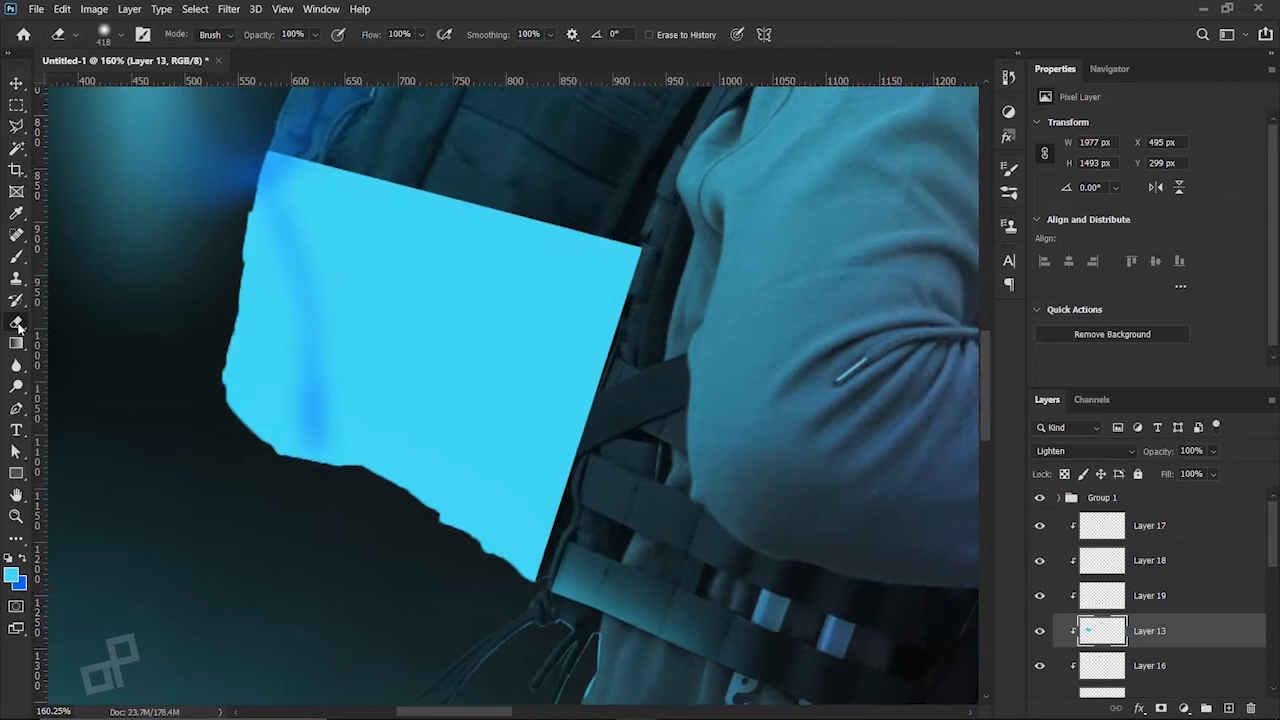 Ps File Edit Image Layer Type Select Filter 3D View Window Help
418 Mode: Brush Opacity: 100% Flow: 100% Smoothing: 100% 0° Erase to History
Untitled-1 @ 160% (Layer 13, RGB/8) * ×
400 450 500 550 600 650 700 750 800 850 900 950 1000 1050 1100 1150 1200
Properties Navigator
Pixel Layer
Transform
W 1977 px X 495 px
H 1493 px Y 299 px
0.00°
Align and Distribute
Align:
Quick Actions
Remove Background
Layers Channels
Kind
Lighten Opacity: 100%
Lock: Fill: 100%
Group 1
Layer 17
Layer 18
Layer 19
Layer 13
Layer 16
160.25% Doc: 23.7M/178.4M